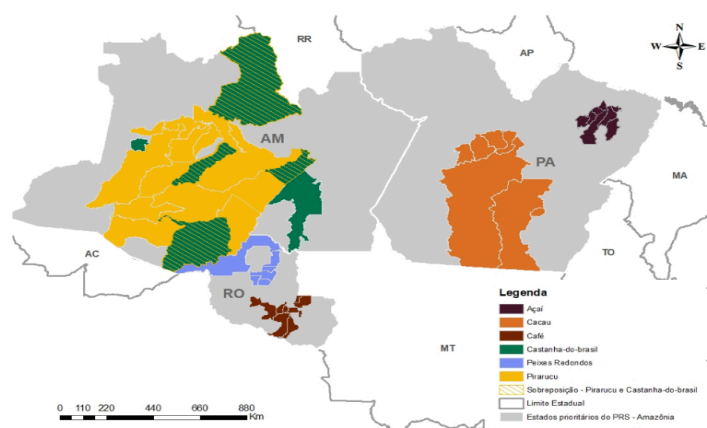 RR
AP
N
W E
S
AM
PA
MA
AC
TO
RO
MT
Legenda
Açaí
Cacau
Café
Castanha-do-brasil
Peixes Redondos
Pirarucu
Sobreposição - Pirarucu e Castanha-do-brasil
Limite Estadual
Estados prioritários do PRS - Amazônia
0 110 220 440 660 880
Km